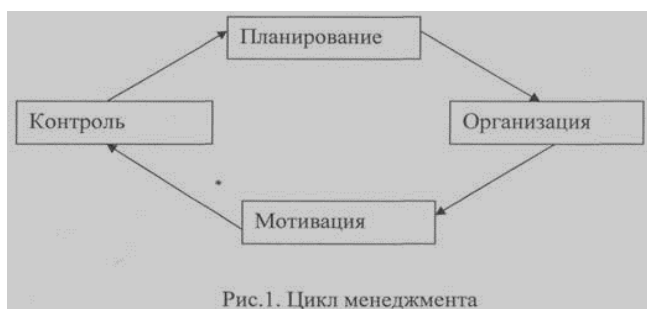 Планирование
Контроль
Организация
Мотивация
Рис.1. Цикл менеджмента